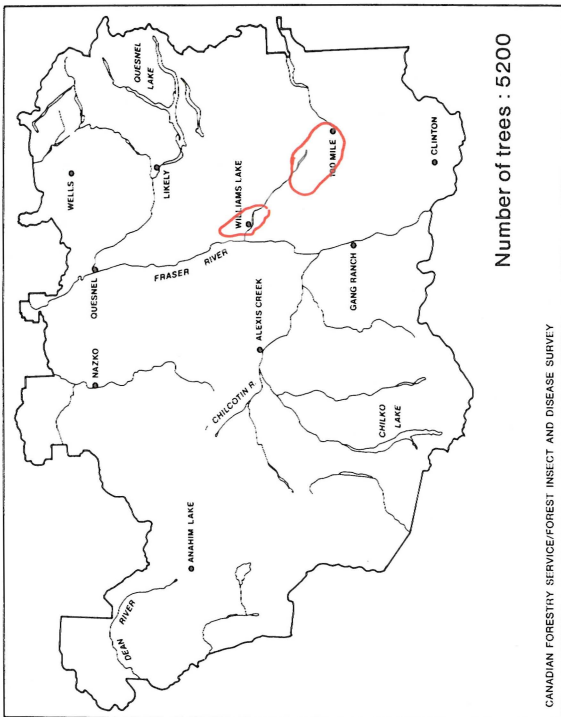 WELLS
QUESNEL
LAKE
LIKELY
QUESNEL
NAZKO
FRASER
RIVER
WILLIAMS LAKE
100 MILE
CLINTON
ALEXIS CREEK
GANG RANCH
CHILCOTIN R.
CHILKO
LAKE
ANAHIM LAKE
DEAN
RIVER
Number of trees : 5200
CANADIAN FORESTRY SERVICE/FOREST INSECT AND DISEASE SURVEY